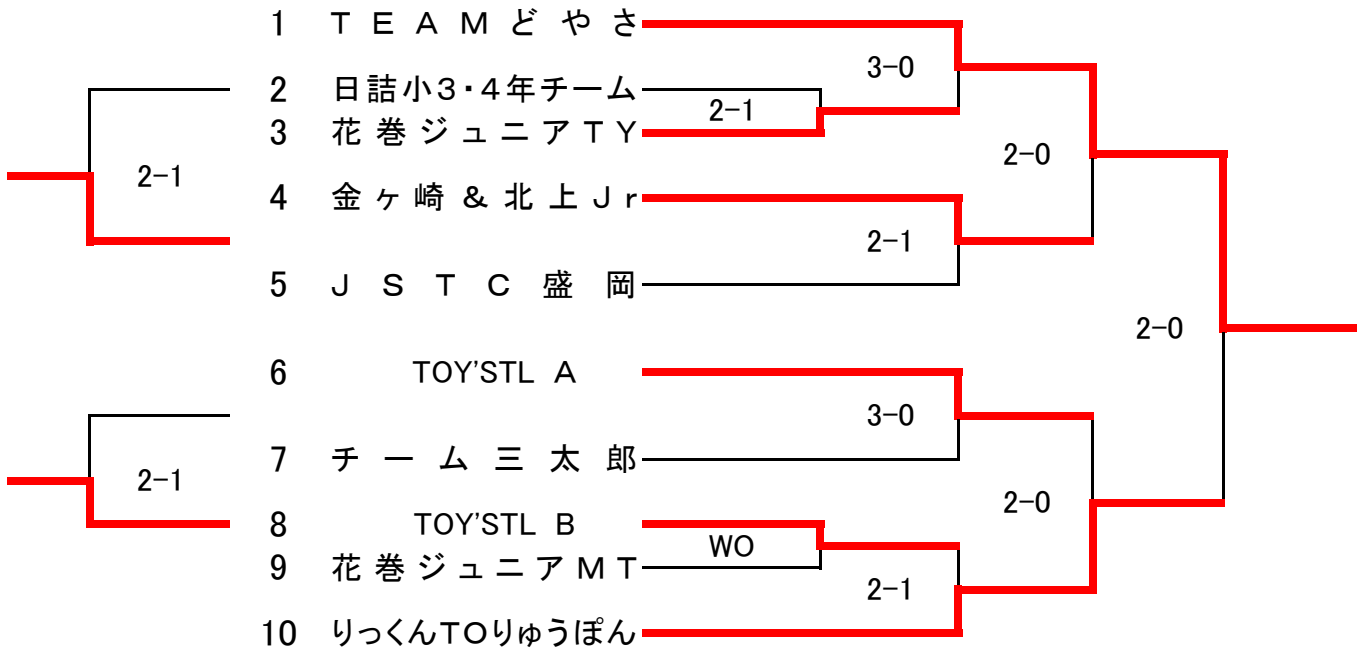 1 TEAMどやさ
3-0
2 日詰小3・4年チーム
2-1
3 花巻ジュニアTY
2-0
2-1
4 金ヶ崎&北上Jr
2-1
5 JSTC盛岡
2-0
6 TOY'STL A
3-0
7 チーム三太郎
2-1
2-0
8 TOY'STL B
WO
9 花巻ジュニアMT
2-1
10 りっくんTOりゅうぽん